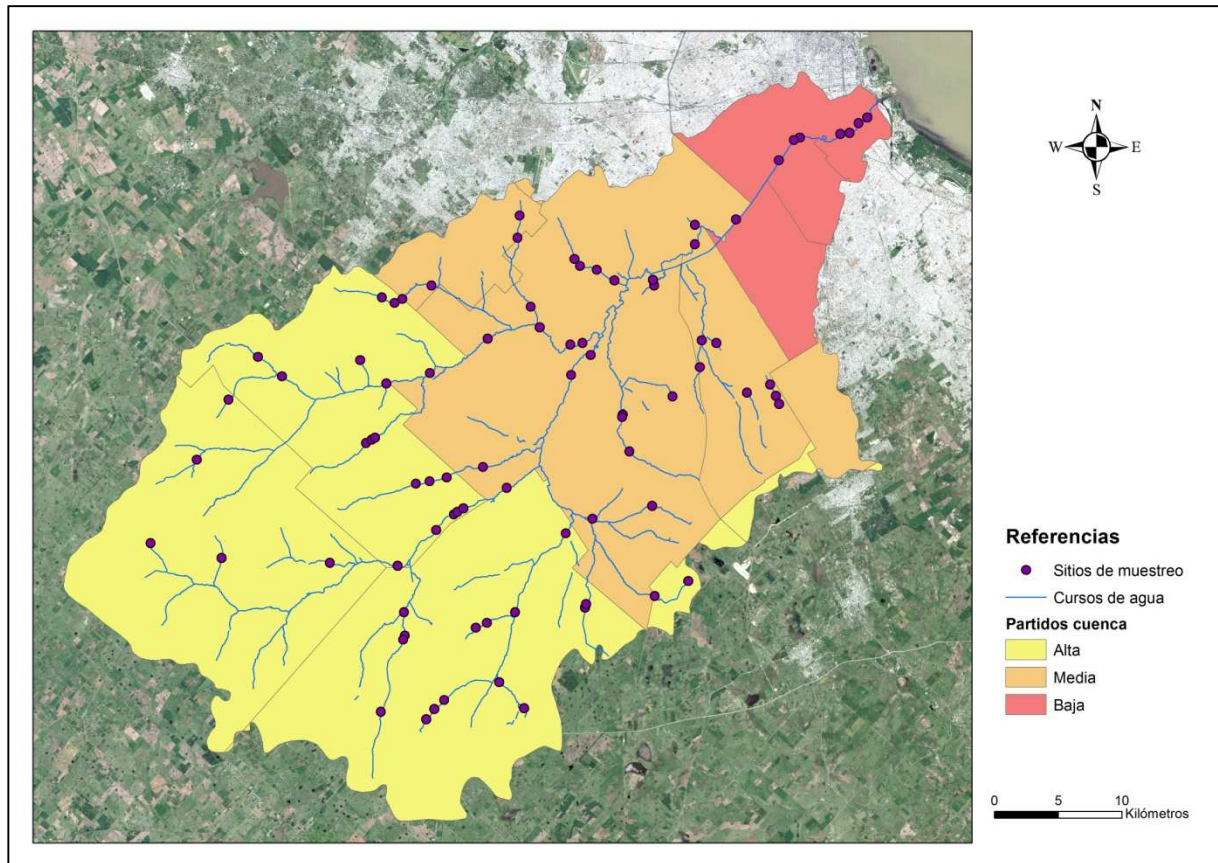 N
W
E
S
Referencias
Sitios de muestreo
Cursos de agua
Partidos cuenca
Alta
Media
Baja
0 5 10
Kilómetros